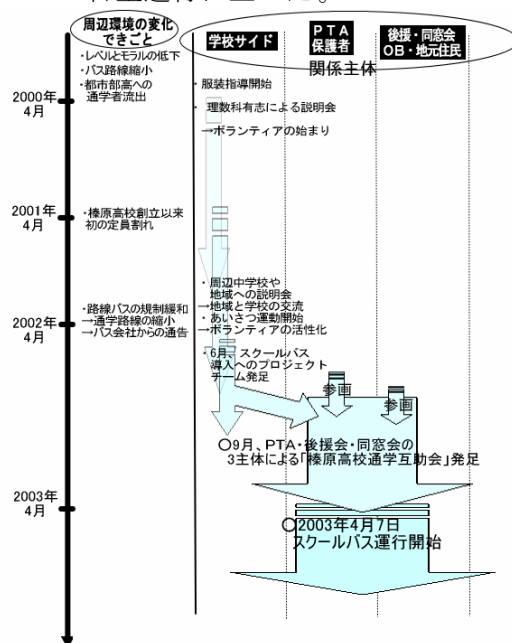 周辺環境の変化
できごと
学校サイド
PTA
保護者
後援・同窓会
OB・地元住民
関係主体
・レベルとモラルの低下
・バス路線縮小
・都市部高への
通学者流出
2000年
4月
・服装指導開始
・理数科有志による説明会
→ボランティアの始まり
2001年
4月
・榛原高校創立以来
初の定員割れ
・周辺中学校や
地域への説明会
→地域と学校の交流
・あいさつ運動開始
→ボランティアの活性化
・路線バスの規制緩和
→通学路線の縮小
→バス会社からの通告
2002年
4月
・6月、スクールバス
導入へのプロジェクト
チーム発足
参画
参画
○9月、PTA・後援会・同窓会の
3主体による「榛原高校通学互助会」発足
2003年
4月
○2003年4月7日
スクールバス運行開始